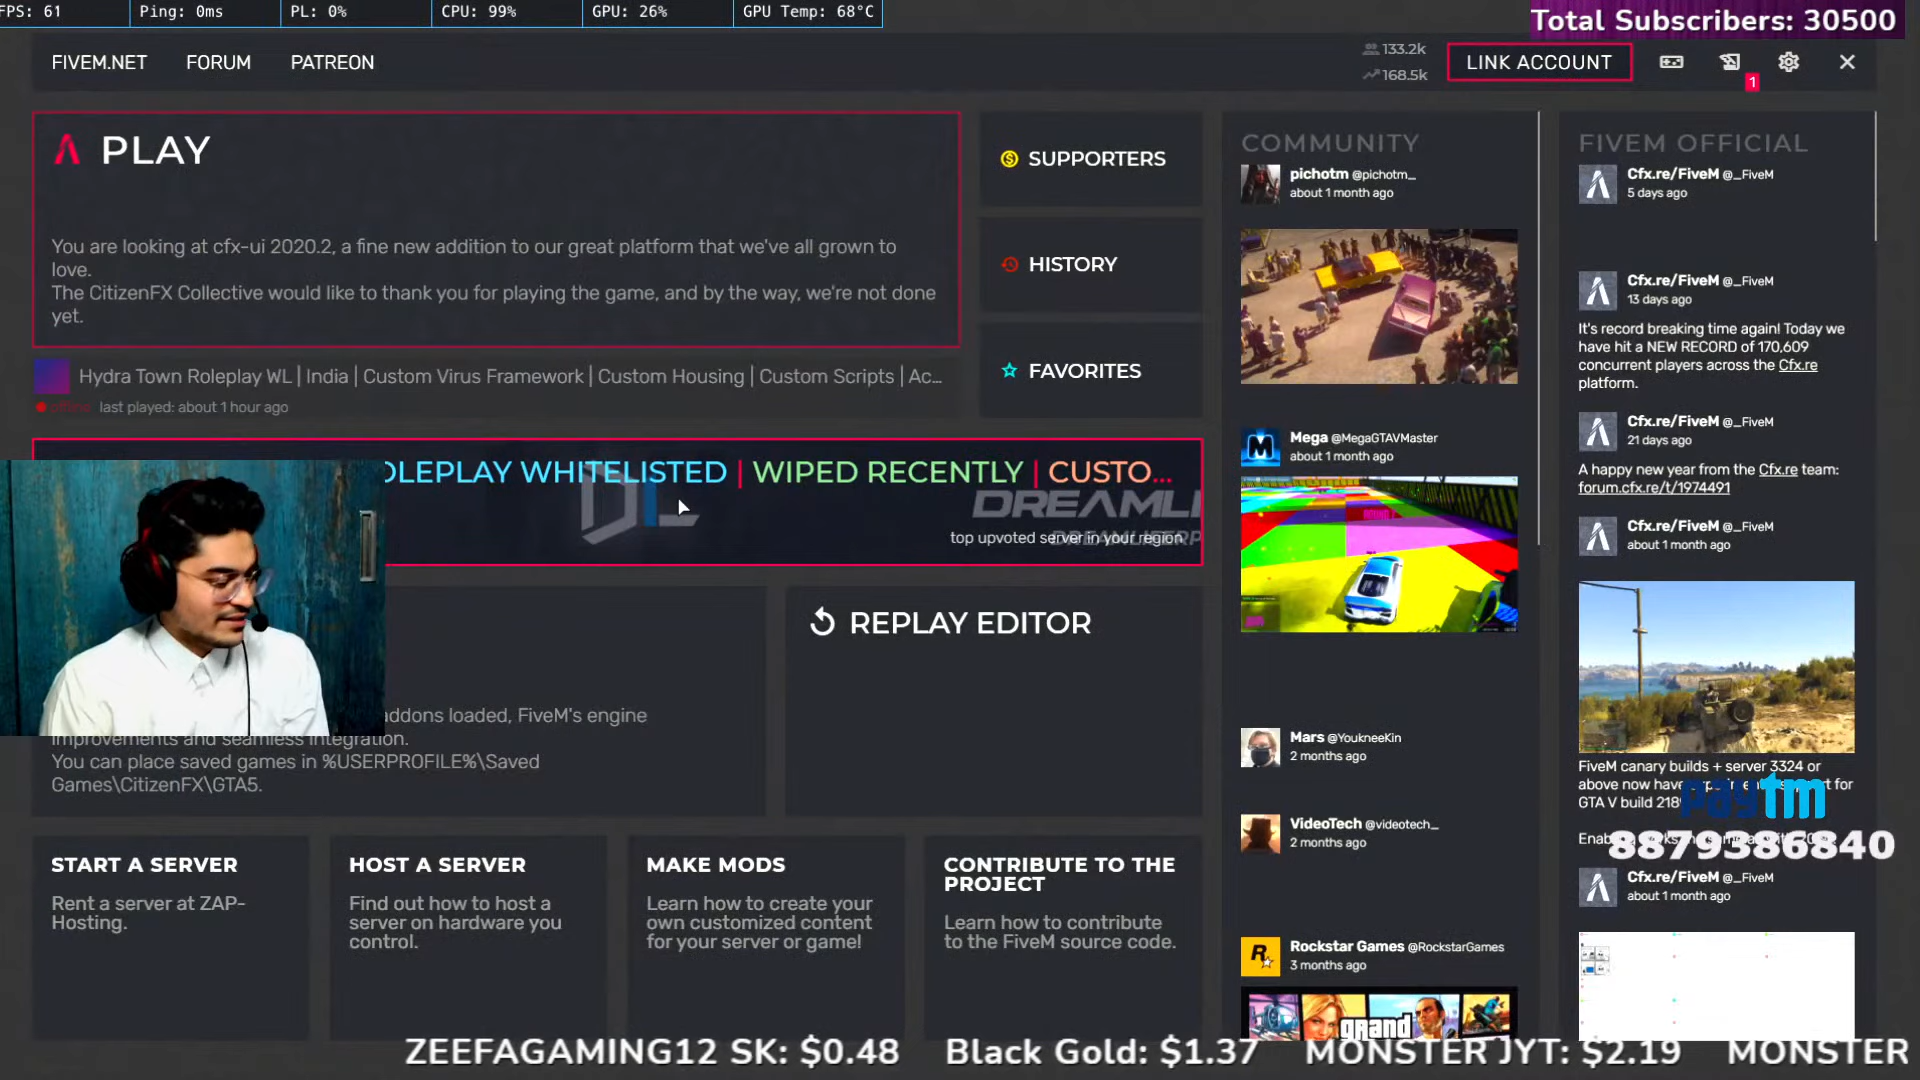 FPS: 61
Ping: 0ms
PL: 0%
CPU: 99%
GPU: 26%
GPU Temp: 68°C
Total Subscribers: 30500
FIVEM.NET
FORUM
PATREON
133.2k
168.5k
LINK ACCOUNT
1
PLAY
You are looking at cfx-ui 2020.2, a fine new addition to our great platform that we've all grown to
love.
The CitizenFX Collective would like to thank you for playing the game, and by the way, we're not done
yet.
Hydra Town Roleplay WL | India | Custom Virus Framework | Custom Housing | Custom Scripts | Ac...
offline
last played: about 1 hour ago
SUPPORTERS
HISTORY
FAVORITES
OLEPLAY WHITELISTED | WIPED RECENTLY | CUSTO...
DL
DREAMLI
top upvoted server in your region
REPLAY EDITOR
addons loaded, FiveM's engine
improvements and seamless integration.
You can place saved games in %USERPROFILE%\Saved
Games\CitizenFX\GTA5.
START A SERVER
Rent a server at ZAP-
Hosting.
HOST A SERVER
Find out how to host a
server on hardware you
control.
MAKE MODS
Learn how to create your
own customized content
for your server or game!
CONTRIBUTE TO THE
PROJECT
Learn how to contribute
to the FiveM source code.
COMMUNITY
pichotm @pichotm_
about 1 month ago
Mega @MegaGTAVMaster
about 1 month ago
Mars @YoukneeKin
2 months ago
VideoTech @videotech_
2 months ago
Rockstar Games @RockstarGames
3 months ago
grand
FIVEM OFFICIAL
Cfx.re/FiveM @_FiveM
5 days ago
Cfx.re/FiveM @_FiveM
13 days ago
It's record breaking time again! Today we
have hit a NEW RECORD of 170,609
concurrent players across the Cfx.re
platform.
Cfx.re/FiveM @_FiveM
21 days ago
A happy new year from the Cfx.re team:
forum.cfx.re/t/1974491
Cfx.re/FiveM @_FiveM
about 1 month ago
FiveM canary builds + server 3324 or
above now have
for
GTA V build
paytm
8879386840
Cfx.re/FiveM @_FiveM
about 1 month ago
ZEEFAGAMING12 SK: $0.48 Black Gold: $1.37 MONSTER JYT: $2.19 MONSTER